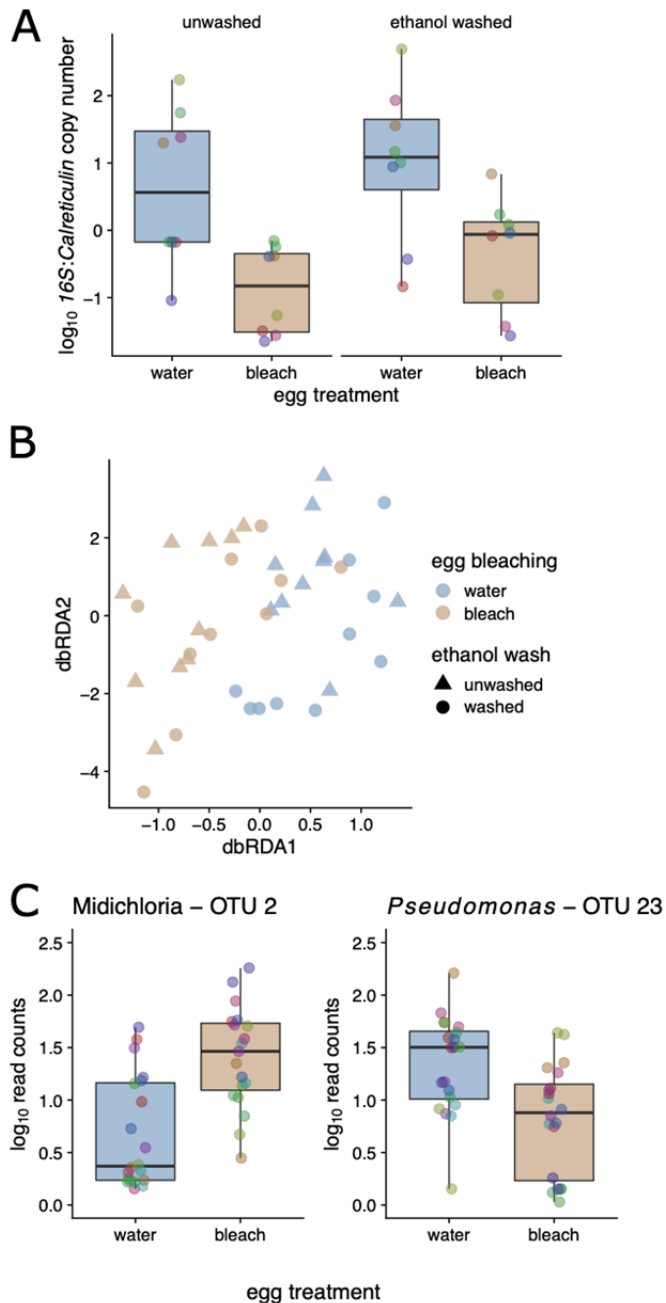 A
unwashed
ethanol washed
log₁₀ 16S:Calreticulin copy number
2
1
0
−1
water
bleach
water
bleach
egg treatment
B
dbRDA2
2
0
−2
−4
−1.0
−0.5
0.0
0.5
1.0
dbRDA1
egg bleaching
water
bleach
ethanol wash
unwashed
washed
C
Midichloria – OTU 2
log₁₀ read counts
2.5
2.0
1.5
1.0
0.5
0.0
water
bleach
Pseudomonas – OTU 23
log₁₀ read counts
2.5
2.0
1.5
1.0
0.5
0.0
water
bleach
egg treatment